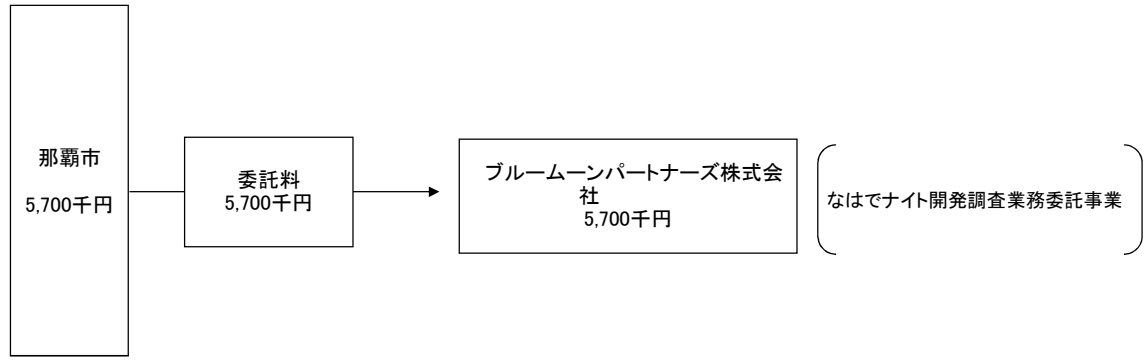 那覇市
5,700千円
委託料
5,700千円
ブルームーンパートナーズ株式会
社
5,700千円
なはでナイト開発調査業務委託事業